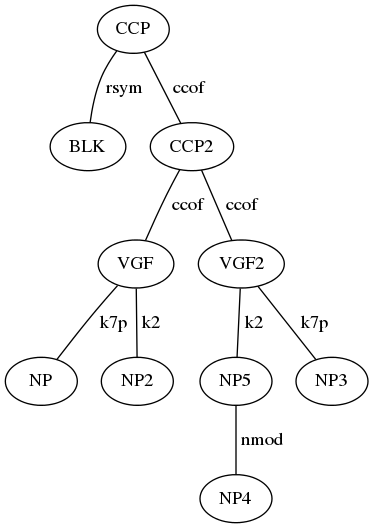 CCP
rsym ccof
BLK CCP2
ccof ccof
VGF VGF2
k7p k2 k2 k7p
NP NP2 NP5 NP3
nmod
NP4